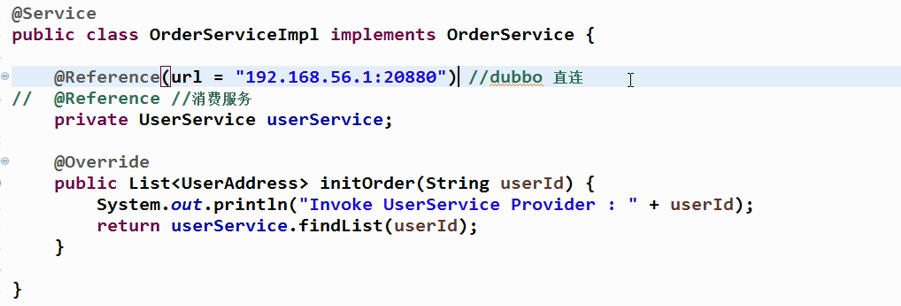 @Service
public class OrderServiceImpl implements OrderService {
@Reference(url = "192.168.56.1:20880") //dubbo 直连
// @Reference //消费服务
private UserService userService;
@Override
public List<UserAddress> initOrder(String userId) {
System.out.println("Invoke UserService Provider : " + userId);
return userService.findList(userId);
}
}